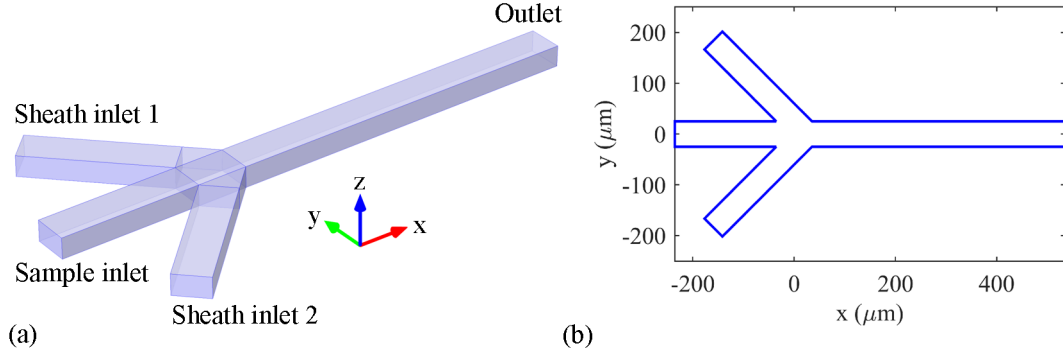 Outlet
Sheath inlet 1
z
y
x
Sample inlet
Sheath inlet 2
(a)
200
100
0
-100
-200
y (μm)
-200 0 200 400
x (μm)
(b)